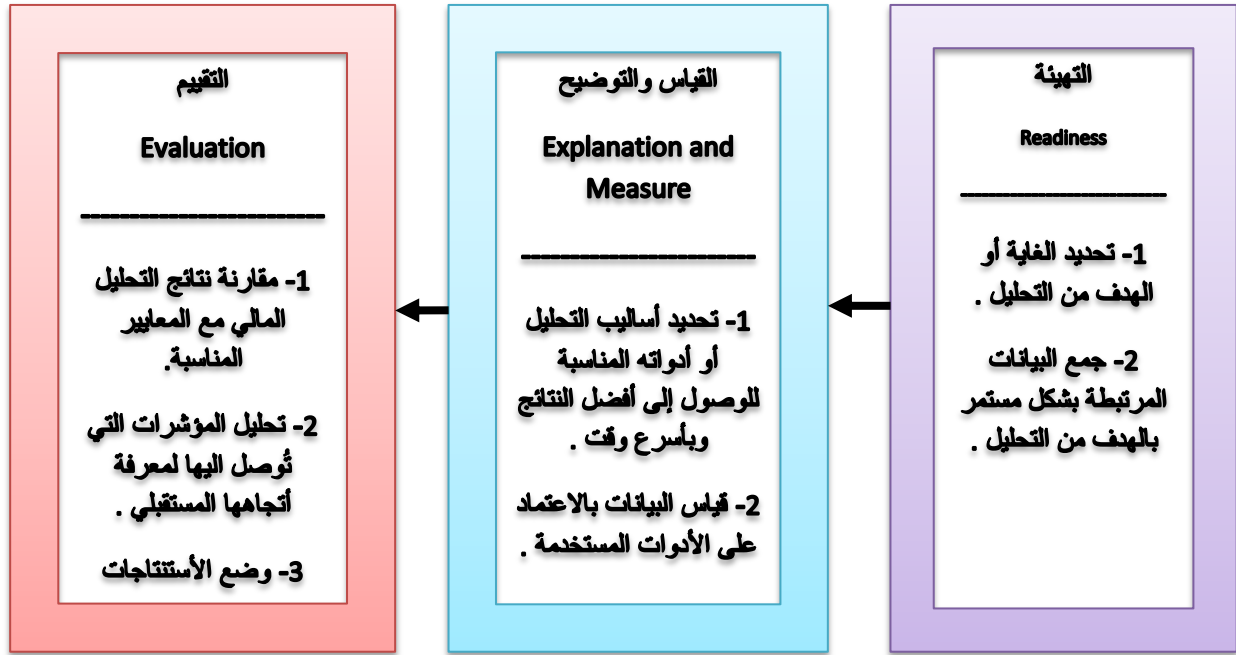 التهيئة
Readiness
---------------------------
1- تحديد الغاية أو
الهدف من التحليل .
2- جمع البيانات
المرتبطة بشكل مستمر
بالهدف من التحليل .
القياس والتوضيح
Explanation and
Measure
------------------------
1- تحديد أساليب التحليل
أو أدواته المناسبة
للوصول إلى أفضل النتائج
وبأسرع وقت .
2- قياس البيانات بالاعتماد
على الأدوات المستخدمة .
التقييم
Evaluation
-------------------------
1- مقارنة نتائج التحليل
المالي مع المعايير
المناسبة.
2- تحليل المؤشرات التي
تُوصل اليها لمعرفة
أتجاهها المستقبلي .
3- وضع الأستنتاجات